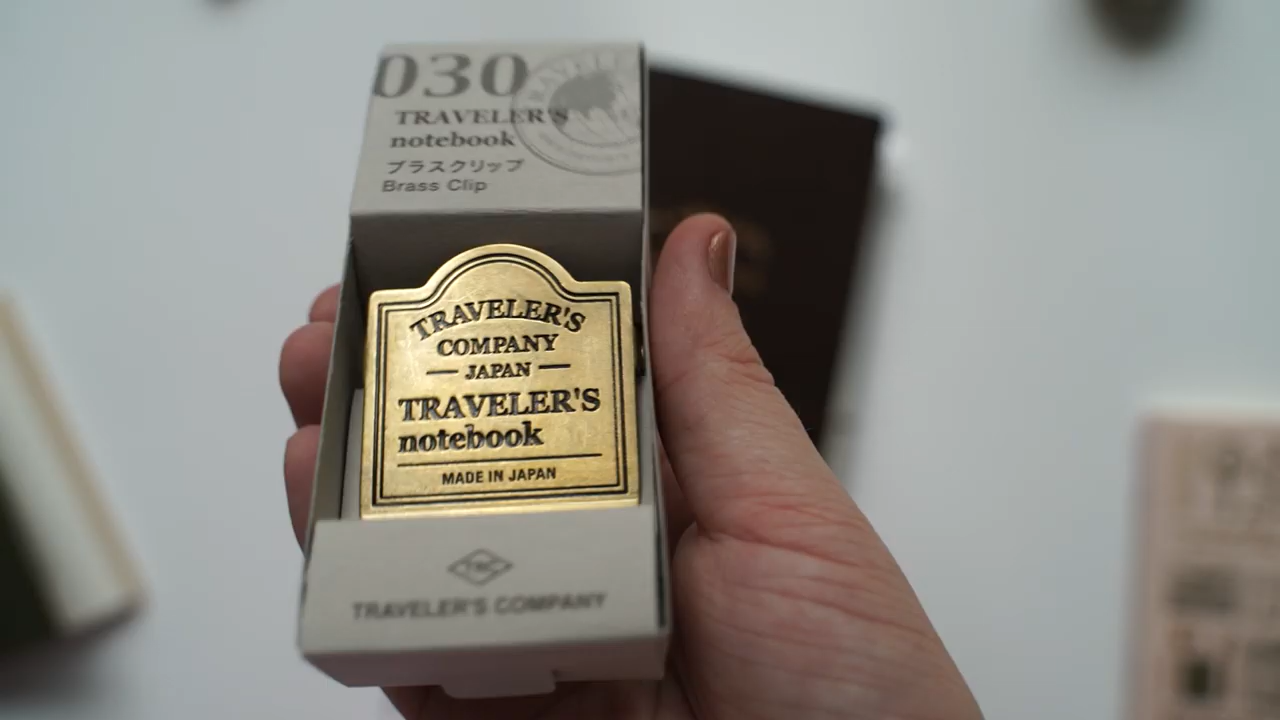 030
TRAVELER'S
notebook
ブラスクリップ
Brass Clip
TRAVELER'S
COMPANY
JAPAN
TRAVELER'S
notebook
MADE IN JAPAN
TRC
TRAVELER'S COMPANY